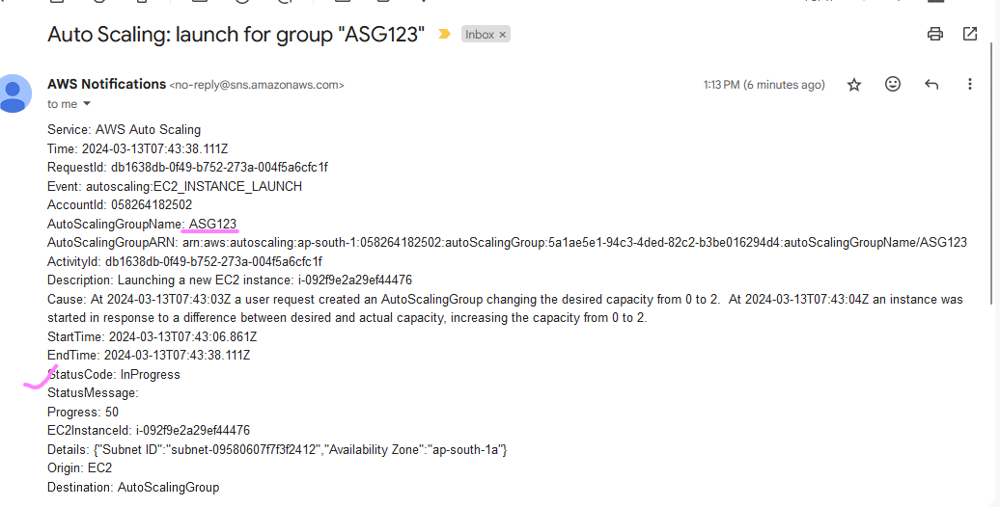 Auto Scaling: launch for group "ASG123" Inbox ×
AWS Notifications <no-reply@sns.amazonaws.com> 1:13 PM (6 minutes ago)
to me
Service: AWS Auto Scaling
Time: 2024-03-13T07:43:38.111Z
RequestId: db1638db-0f49-b752-273a-004f5a6cfc1f
Event: autoscaling:EC2_INSTANCE_LAUNCH
AccountId: 058264182502
AutoScalingGroupName: ASG123
AutoScalingGroupARN: arn:aws:autoscaling:ap-south-1:058264182502:autoScalingGroup:5a1ae5e1-94c3-4ded-82c2-b3be016294d4:autoScalingGroupName/ASG123
ActivityId: db1638db-0f49-b752-273a-004f5a6cfc1f
Description: Launching a new EC2 instance: i-092f9e2a29ef44476
Cause: At 2024-03-13T07:43:03Z a user request created an AutoScalingGroup changing the desired capacity from 0 to 2.  At 2024-03-13T07:43:04Z an instance was
started in response to a difference between desired and actual capacity, increasing the capacity from 0 to 2.
StartTime: 2024-03-13T07:43:06.861Z
EndTime: 2024-03-13T07:43:38.111Z
StatusCode: InProgress
StatusMessage:
Progress: 50
EC2InstanceId: i-092f9e2a29ef44476
Details: {"Subnet ID":"subnet-09580607f7f3f2412","Availability Zone":"ap-south-1a"}
Origin: EC2
Destination: AutoScalingGroup